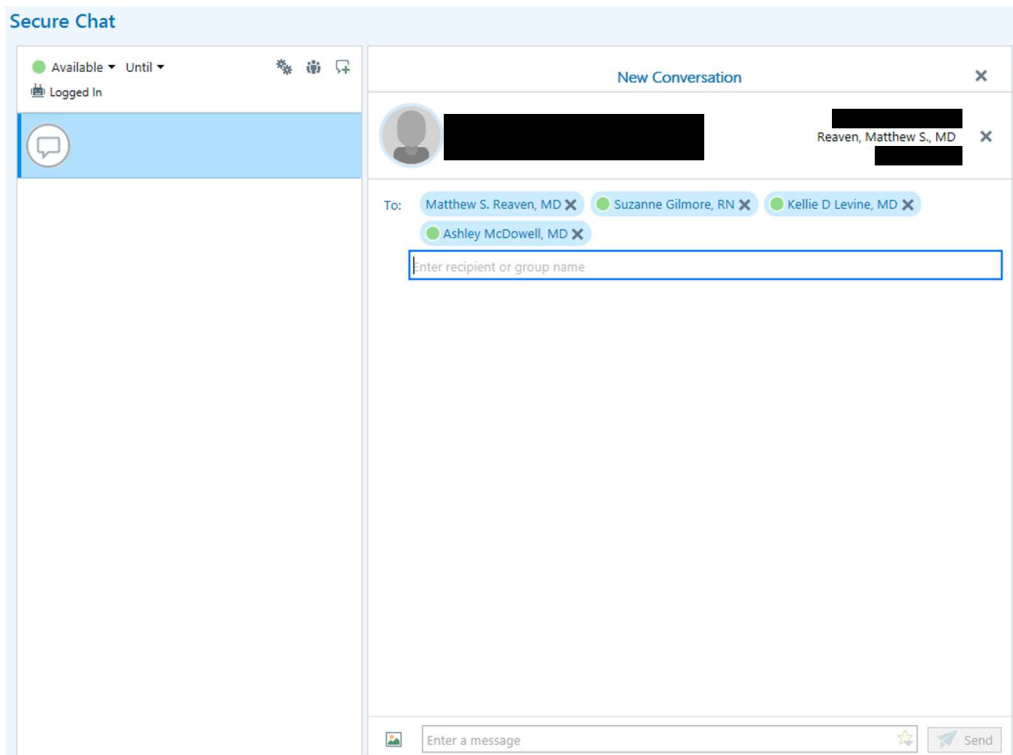 Secure Chat
Available Until
Logged In
New Conversation
Reaven, Matthew S., MD
To: Matthew S. Reaven, MD Suzanne Gilmore, RN Kellie D Levine, MD
Ashley McDowell, MD
Enter recipient or group name
Enter a message Send